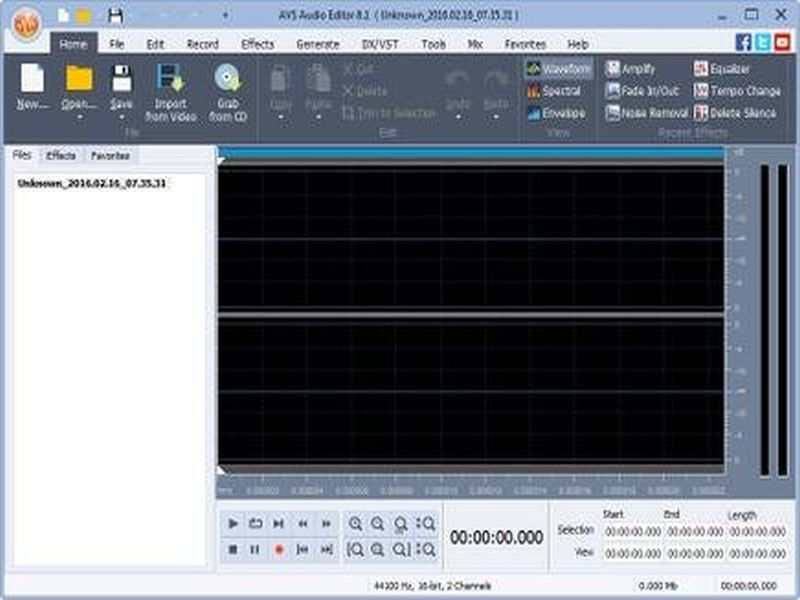 AVS Audio Editor 8.1 ( Unknown_2016.02.16_07.35.31 )
Home File Edit Record Effects Generate DX/VST Tools Mix Favorites Help
New... Open... Save Import from Video Grab from CD
Copy Paste Cut Delete Trim to Selection Undo Redo
Waveform Spectral Envelope
Amplify Fade In/Out Noise Removal
Equalizer Tempo Change Delete Silence
File Edit View Recent Effects
Files Effects Favorites
Unknown_2016.02.16_07.35.31
00:00:00.000
Start End Length
Selection 00:00:00.000 00:00:00.000 00:00:00.000
View 00:00:00.000 00:00:00.000 00:00:00.000
44100 Hz, 16-bit, 2 Channels 0.000 Mb 00:00:00.000